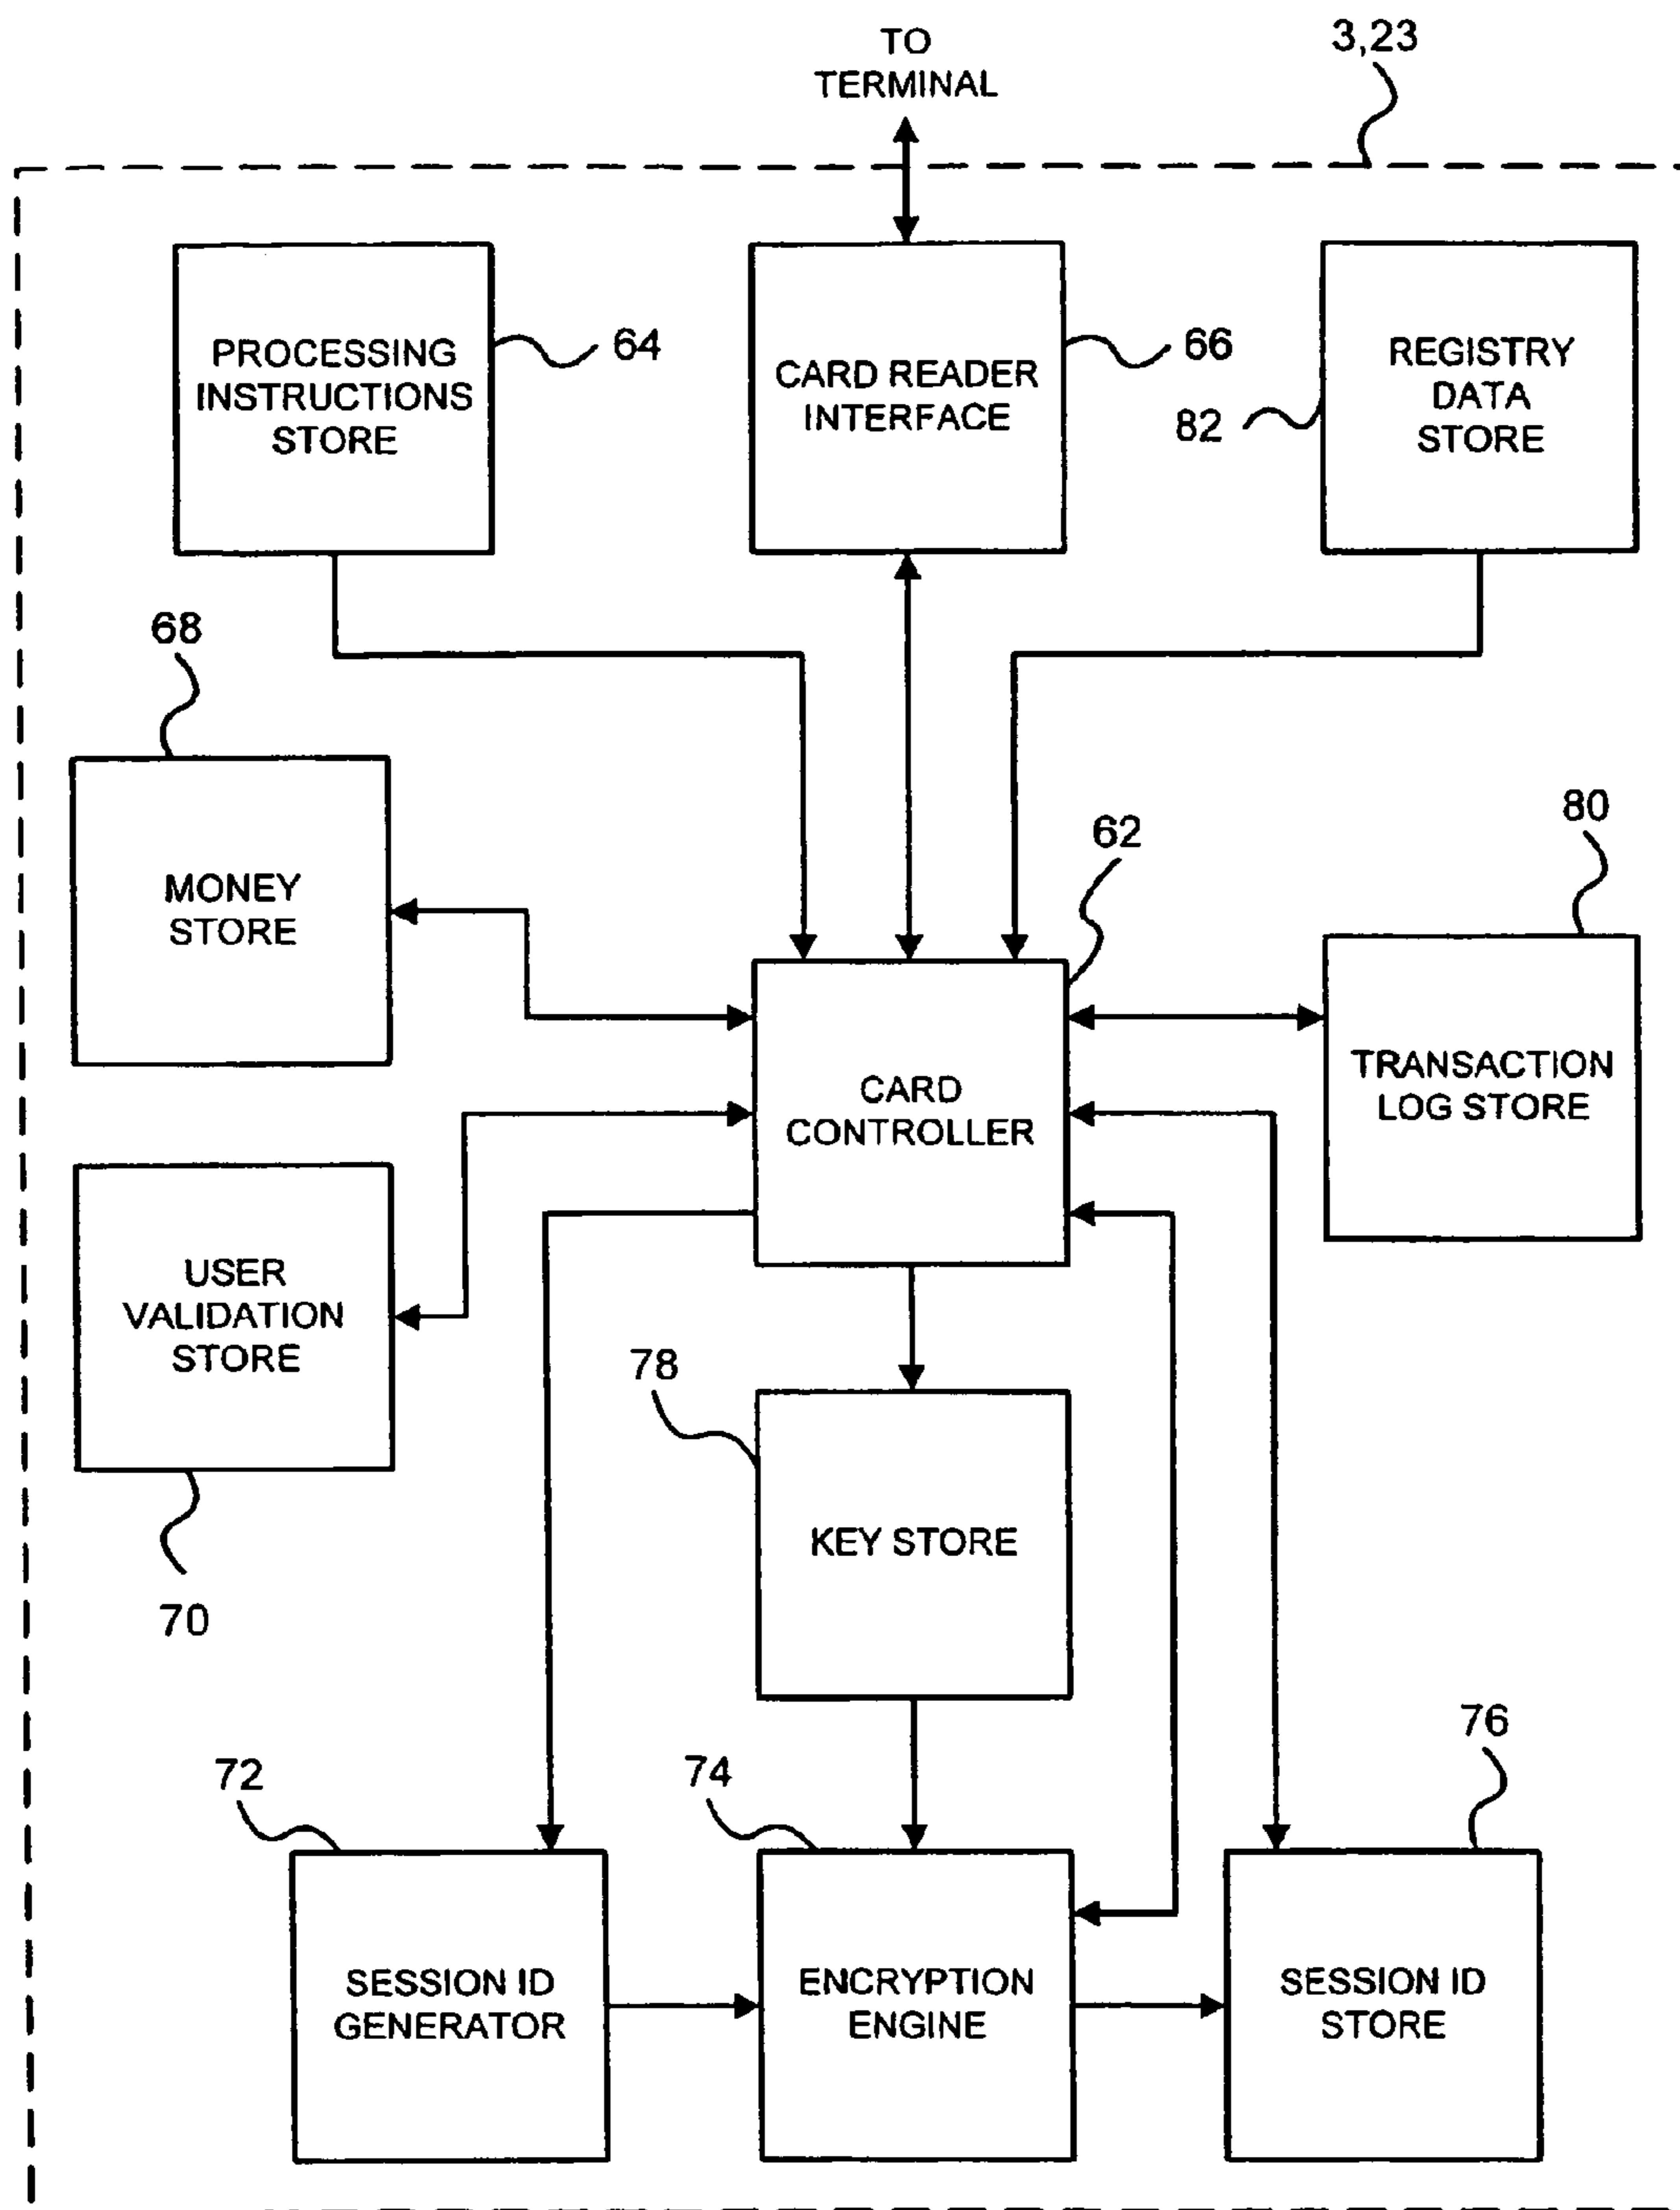 TO
TERMINAL
3,23
PROCESSING
INSTRUCTIONS
STORE
64
CARD READER
INTERFACE
66
REGISTRY
DATA
STORE
82
68
MONEY
STORE
62
80
CARD
CONTROLLER
TRANSACTION
LOG STORE
USER
VALIDATION
STORE
70
78
KEY STORE
72
74
76
SESSION ID
GENERATOR
ENCRYPTION
ENGINE
SESSION ID
STORE